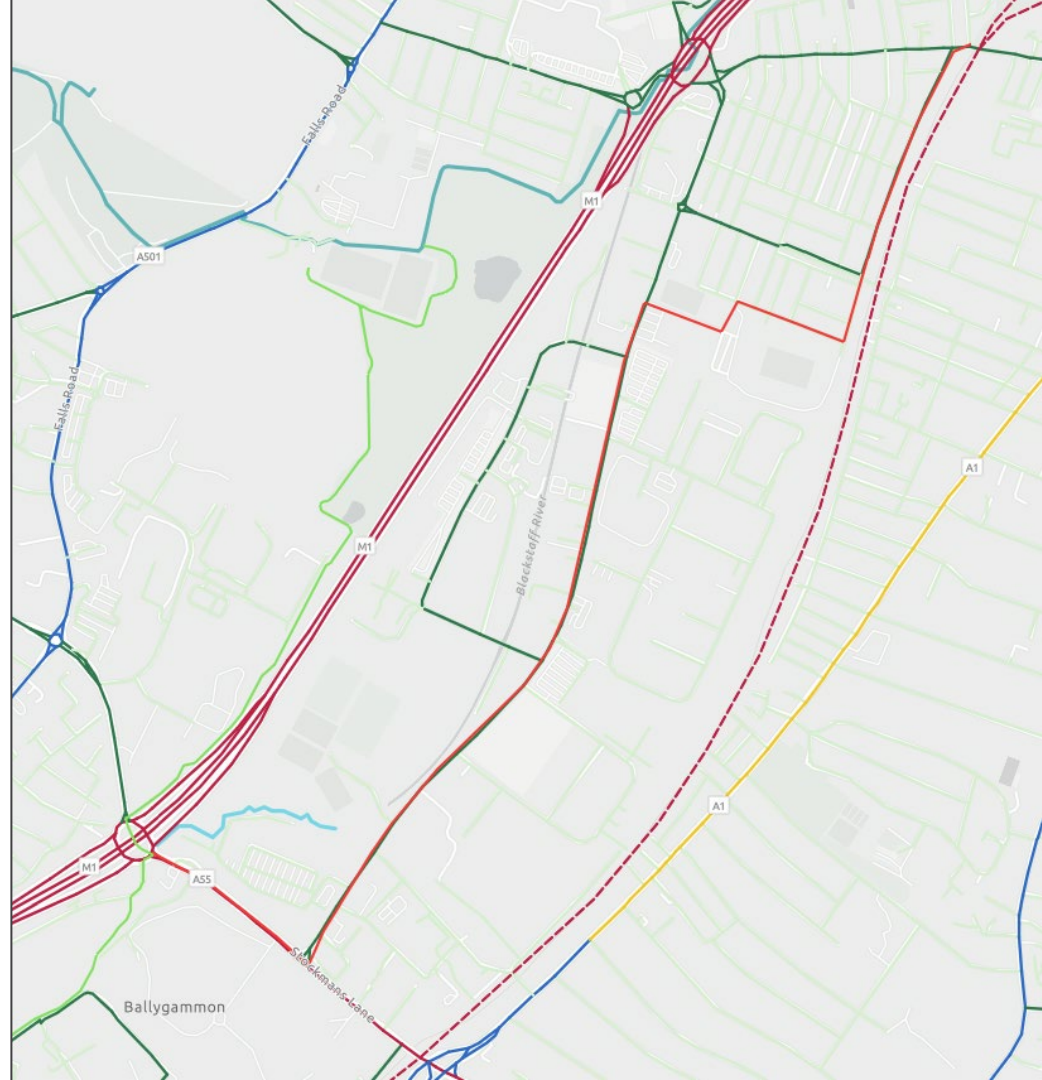 Falls Road
M1
A501
Falls Road
A1
Blackstaff River
M1
A1
M1
A55
Stockmans Lane
Ballygammon